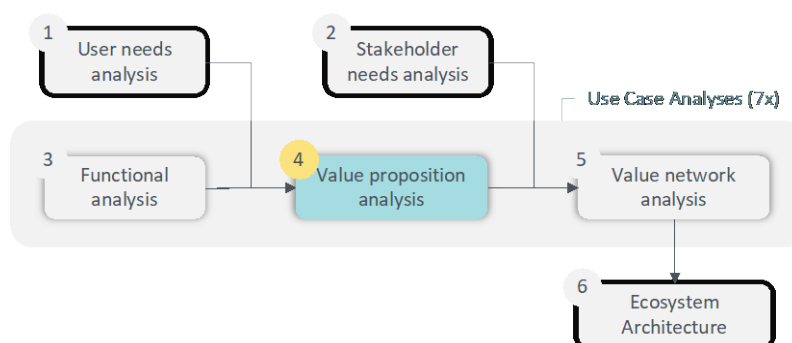 1
User needs
analysis
2
Stakeholder
needs analysis
Use Case Analyses (7x)
3
Functional
analysis
4
Value proposition
analysis
5
Value network
analysis
6
Ecosystem
Architecture